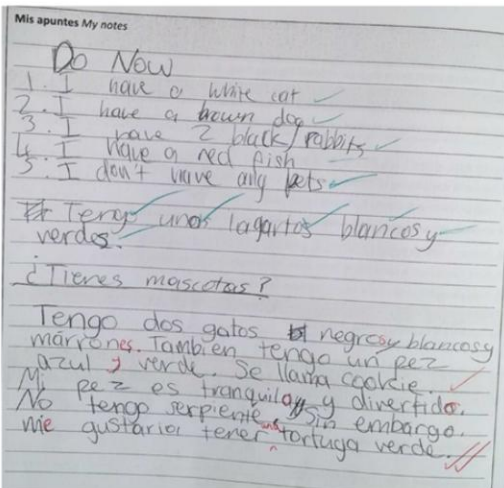 Mis apuntes My notes
Do Now
1. I have a white cat
2. I have a brown dog
3. I have 2 black rabbits
4. I have a red fish
5. I don't have any pets
Tengo unos lagartos blancos y
verdes.
¿Tienes mascotas?
Tengo dos gatos negros y blancos y
marrones. Tambien tengo un pez
azul y verde. Se llama cookie.
Mi pez es tranquilo y divertido.
No tengo serpiente, sin embargo.
me gustaria tener una tortuga verde.